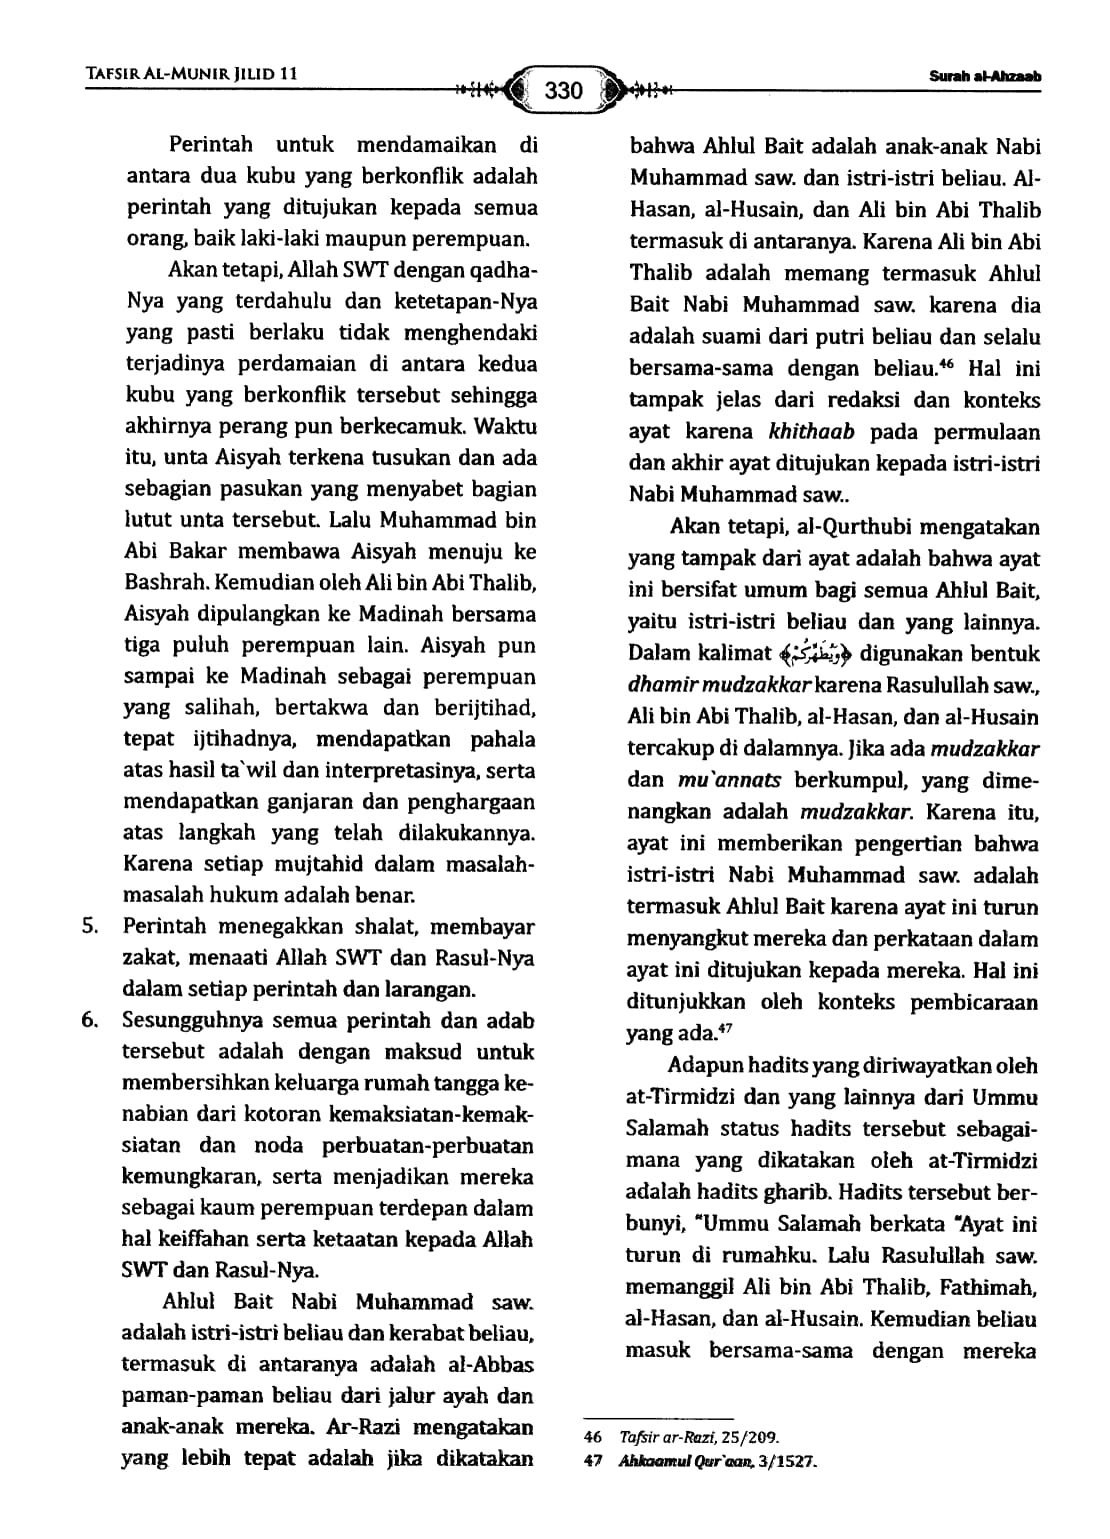 TAFSIR AL-MUNIR JILID 11
330
Surah al-Ahzaab
Perintah untuk mendamaikan di
antara dua kubu yang berkonflik adalah
perintah yang ditujukan kepada semua
orang, baik laki-laki maupun perempuan.
Akan tetapi, Allah SWT dengan qadha-
Nya yang terdahulu dan ketetapan-Nya
yang pasti berlaku tidak menghendaki
terjadinya perdamaian di antara kedua
kubu yang berkonflik tersebut sehingga
akhirnya perang pun berkecamuk. Waktu
itu, unta Aisyah terkena tusukan dan ada
sebagian pasukan yang menyabet bagian
lutut unta tersebut. Lalu Muhammad bin
Abi Bakar membawa Aisyah menuju ke
Bashrah. Kemudian oleh Ali bin Abi Thalib,
Aisyah dipulangkan ke Madinah bersama
tiga puluh perempuan lain. Aisyah pun
sampai ke Madinah sebagai perempuan
yang salihah, bertakwa dan berijtihad,
tepat ijtihadnya, mendapatkan pahala
atas hasil ta`wil dan interpretasinya, serta
mendapatkan ganjaran dan penghargaan
atas langkah yang telah dilakukannya.
Karena setiap mujtahid dalam masalah-
masalah hukum adalah benar.
5. Perintah menegakkan shalat, membayar
zakat, menaati Allah SWT dan Rasul-Nya
dalam setiap perintah dan larangan.
6. Sesungguhnya semua perintah dan adab
tersebut adalah dengan maksud untuk
membersihkan keluarga rumah tangga ke-
nabian dari kotoran kemaksiatan-kemak-
siatan dan noda perbuatan-perbuatan
kemungkaran, serta menjadikan mereka
sebagai kaum perempuan terdepan dalam
hal keiffahan serta ketaatan kepada Allah
SWT dan Rasul-Nya.
Ahlul Bait Nabi Muhammad saw.
adalah istri-istri beliau dan kerabat beliau,
termasuk di antaranya adalah al-Abbas
paman-paman beliau dari jalur ayah dan
anak-anak mereka. Ar-Razi mengatakan
yang lebih tepat adalah jika dikatakan
bahwa Ahlul Bait adalah anak-anak Nabi
Muhammad saw. dan istri-istri beliau. Al-
Hasan, al-Husain, dan Ali bin Abi Thalib
termasuk di antaranya. Karena Ali bin Abi
Thalib adalah memang termasuk Ahlul
Bait Nabi Muhammad saw. karena dia
adalah suami dari putri beliau dan selalu
bersama-sama dengan beliau.⁴⁶ Hal ini
tampak jelas dari redaksi dan konteks
ayat karena khithaab pada permulaan
dan akhir ayat ditujukan kepada istri-istri
Nabi Muhammad saw..
Akan tetapi, al-Qurthubi mengatakan
yang tampak dari ayat adalah bahwa ayat
ini bersifat umum bagi semua Ahlul Bait,
yaitu istri-istri beliau dan yang lainnya.
Dalam kalimat ﴿وَيُطَهِّرَكُمْ﴾ digunakan bentuk
dhamir mudzakkar karena Rasulullah saw.,
Ali bin Abi Thalib, al-Hasan, dan al-Husain
tercakup di dalamnya. Jika ada mudzakkar
dan mu`annats berkumpul, yang dime-
nangkan adalah mudzakkar. Karena itu,
ayat ini memberikan pengertian bahwa
istri-istri Nabi Muhammad saw. adalah
termasuk Ahlul Bait karena ayat ini turun
menyangkut mereka dan perkataan dalam
ayat ini ditujukan kepada mereka. Hal ini
ditunjukkan oleh konteks pembicaraan
yang ada.⁴⁷
Adapun hadits yang diriwayatkan oleh
at-Tirmidzi dan yang lainnya dari Ummu
Salamah status hadits tersebut sebagai-
mana yang dikatakan oleh at-Tirmidzi
adalah hadits gharib. Hadits tersebut ber-
bunyi, “Ummu Salamah berkata “Ayat ini
turun di rumahku. Lalu Rasulullah saw.
memanggil Ali bin Abi Thalib, Fathimah,
al-Hasan, dan al-Husain. Kemudian beliau
masuk bersama-sama dengan mereka
46 Tafsir ar-Razi, 25/209.
47 Ahkaamul Qur`aan, 3/1527.